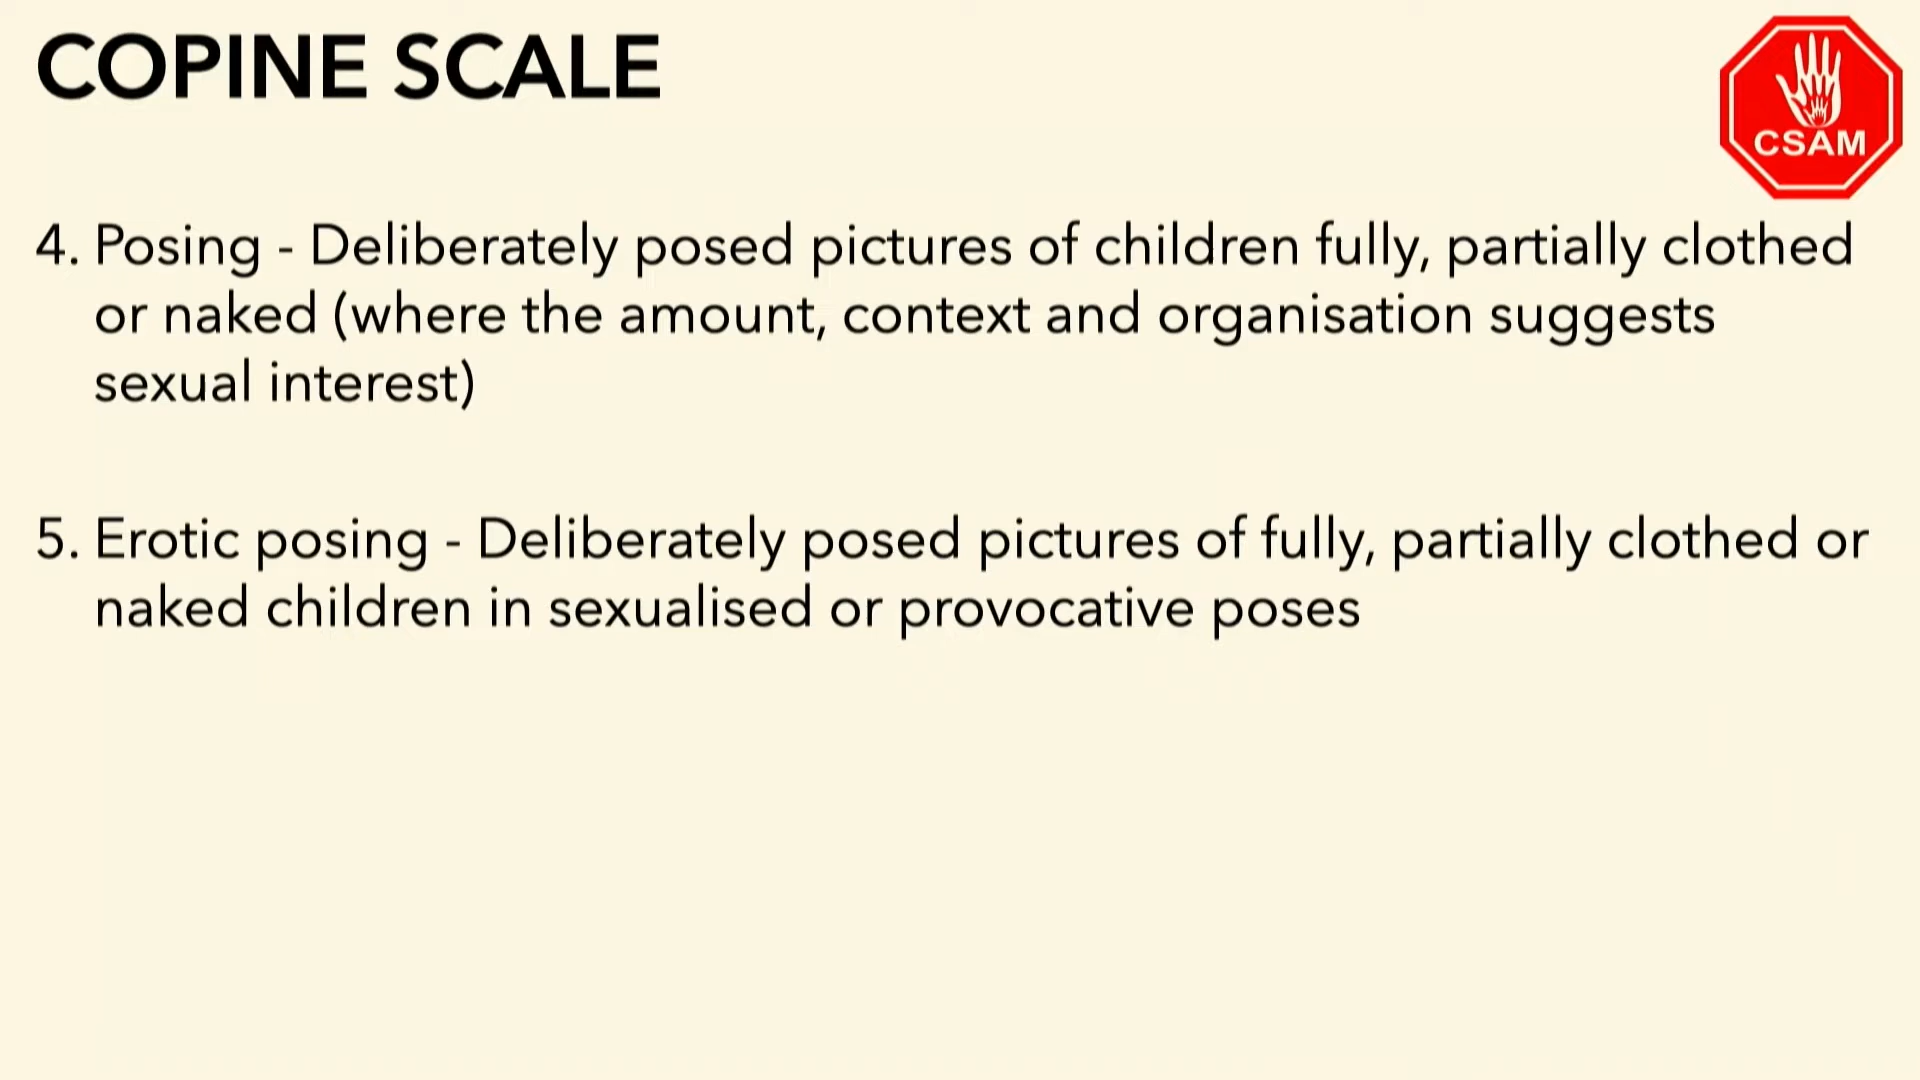 COPINE SCALE
CSAM
4. Posing - Deliberately posed pictures of children fully, partially clothed
or naked (where the amount, context and organisation suggests
sexual interest)
5. Erotic posing - Deliberately posed pictures of fully, partially clothed or
naked children in sexualised or provocative poses